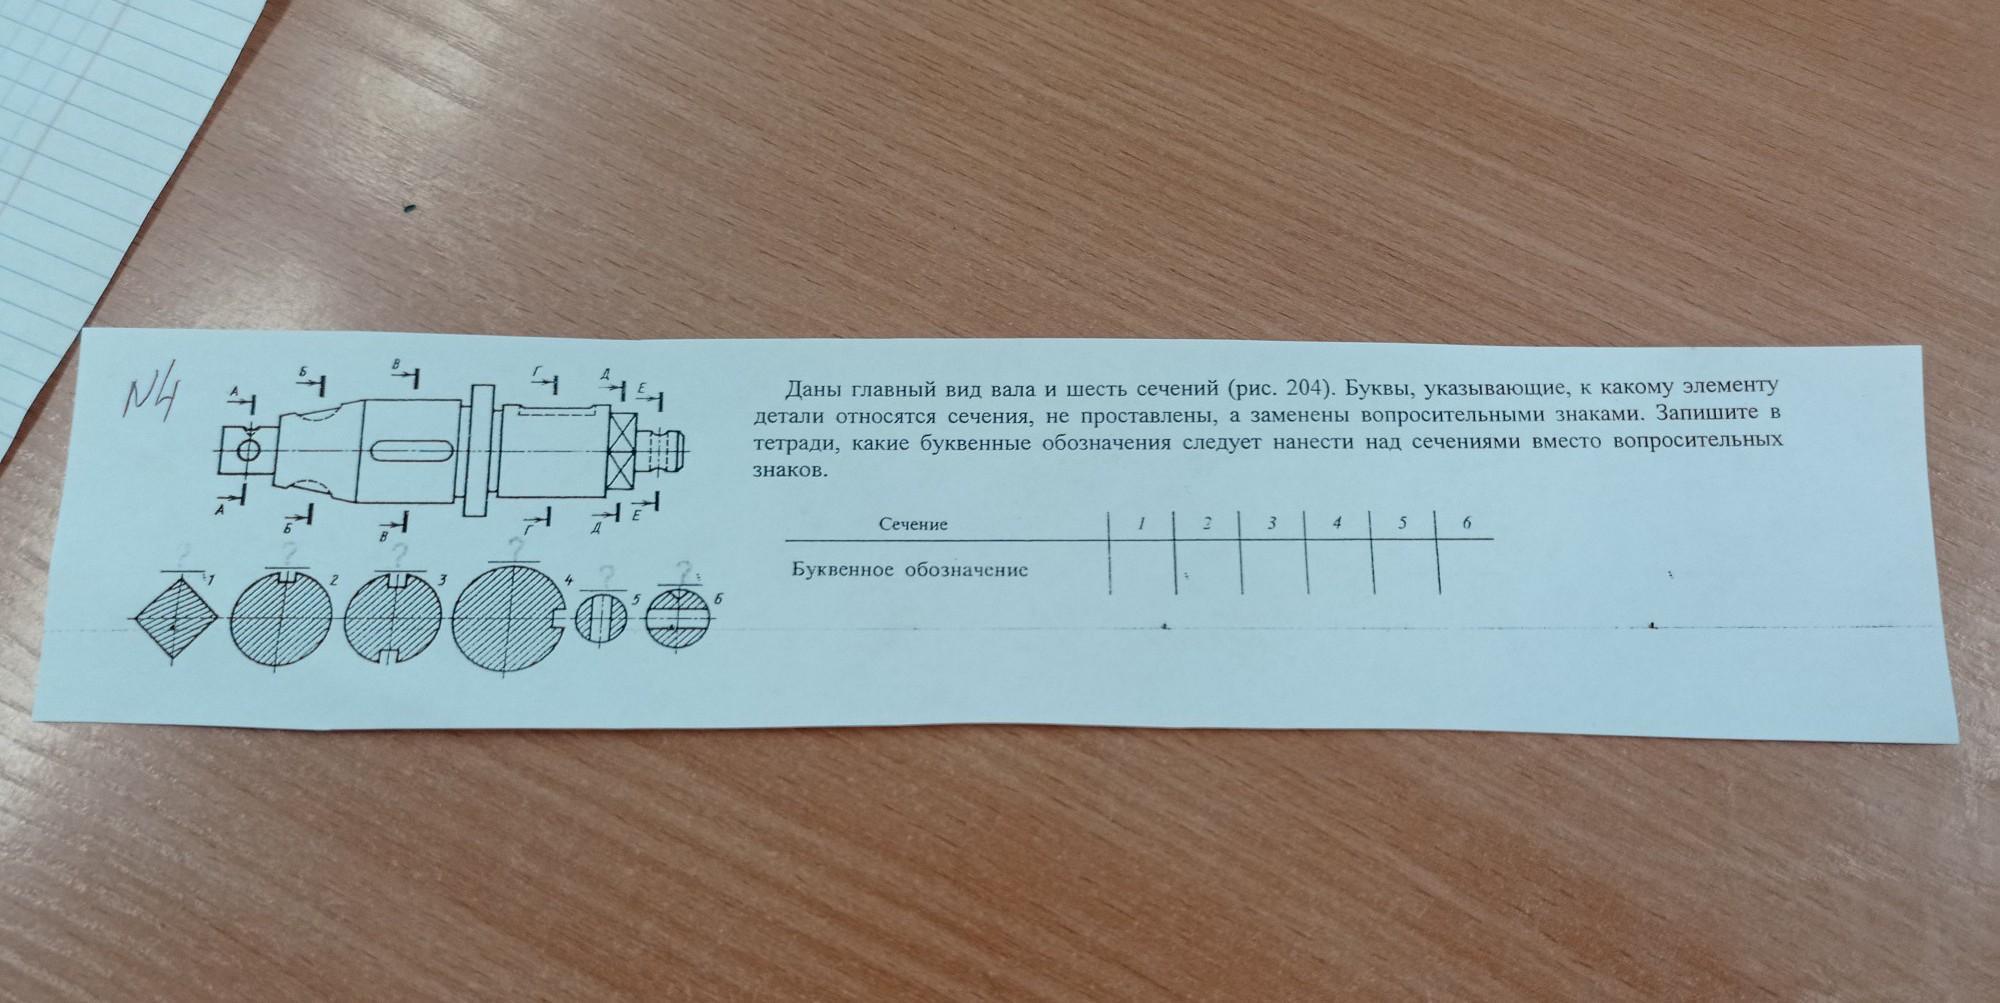 N4
А Б В Г Д Е
А Б В Г Д Е
? ? ? ? ? ?
1 2 3 4 5 6
Даны главный вид вала и шесть сечений (рис. 204). Буквы, указывающие, к какому элементу
детали относятся сечения, не проставлены, а заменены вопросительными знаками. Запишите в
тетради, какие буквенные обозначения следует нанести над сечениями вместо вопросительных
знаков.
Сечение 1 2 3 4 5 6
Буквенное обозначение